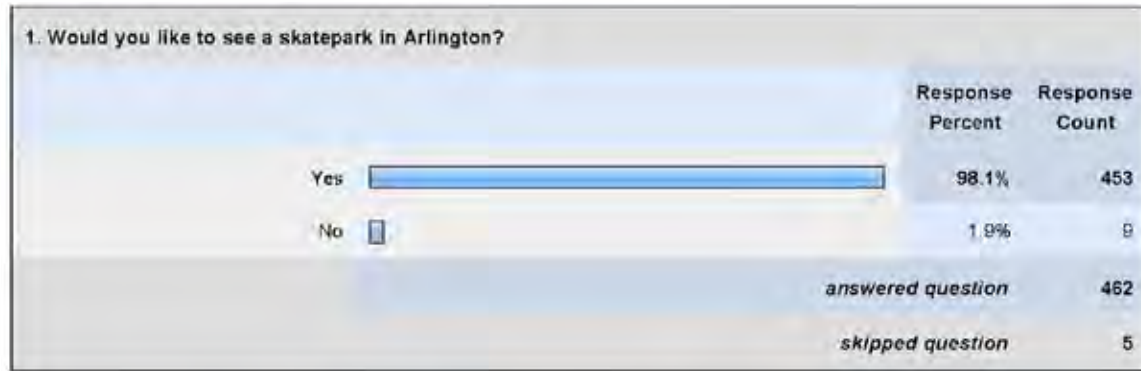 1. Would you like to see a skatepark in Arlington?
Response Percent Response Count
Yes 98.1% 453
No 1.9% 9
answered question 462
skipped question 5